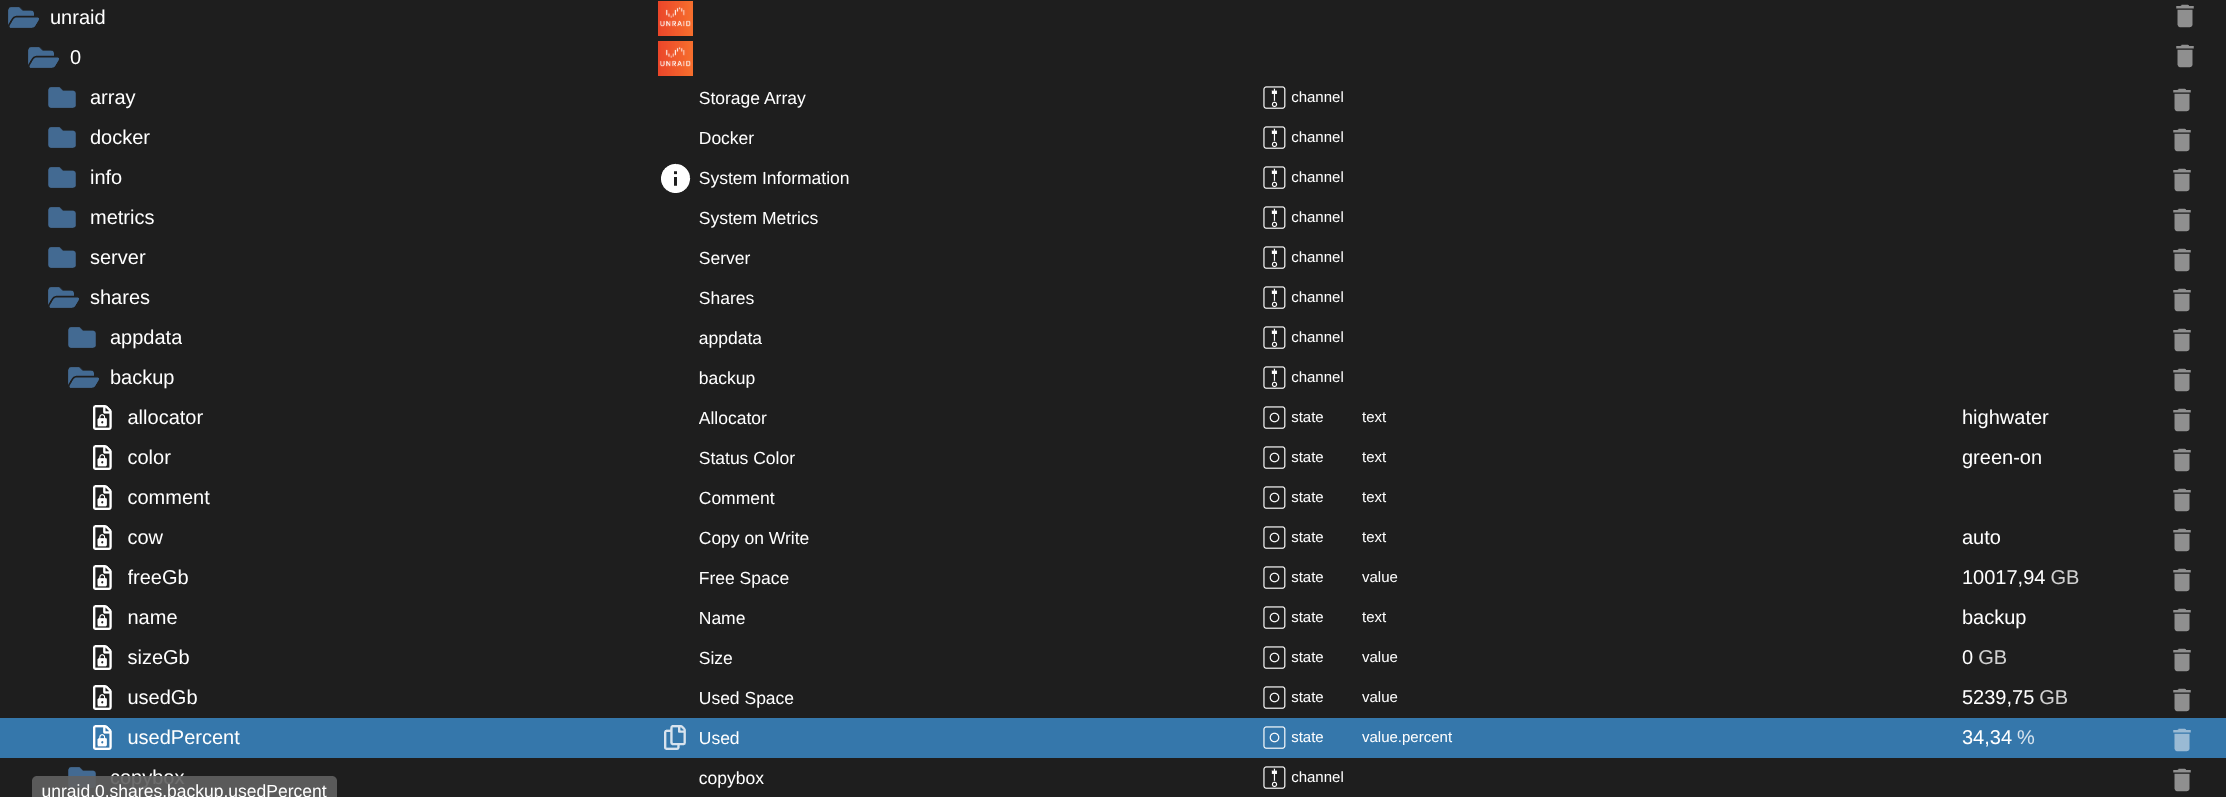 unraid UNRAID
0 UNRAID
array Storage Array channel
docker Docker channel
info System Information channel
metrics System Metrics channel
server Server channel
shares Shares channel
appdata appdata channel
backup backup channel
allocator Allocator state text highwater
color Status Color state text green-on
comment Comment state text
cow Copy on Write state text auto
freeGb Free Space state value 10017,94 GB
name Name state text backup
sizeGb Size state value 0 GB
usedGb Used Space state value 5239,75 GB
usedPercent Used state value.percent 34,34 %
copybox copybox channel
unraid.0.shares.backup.usedPercent